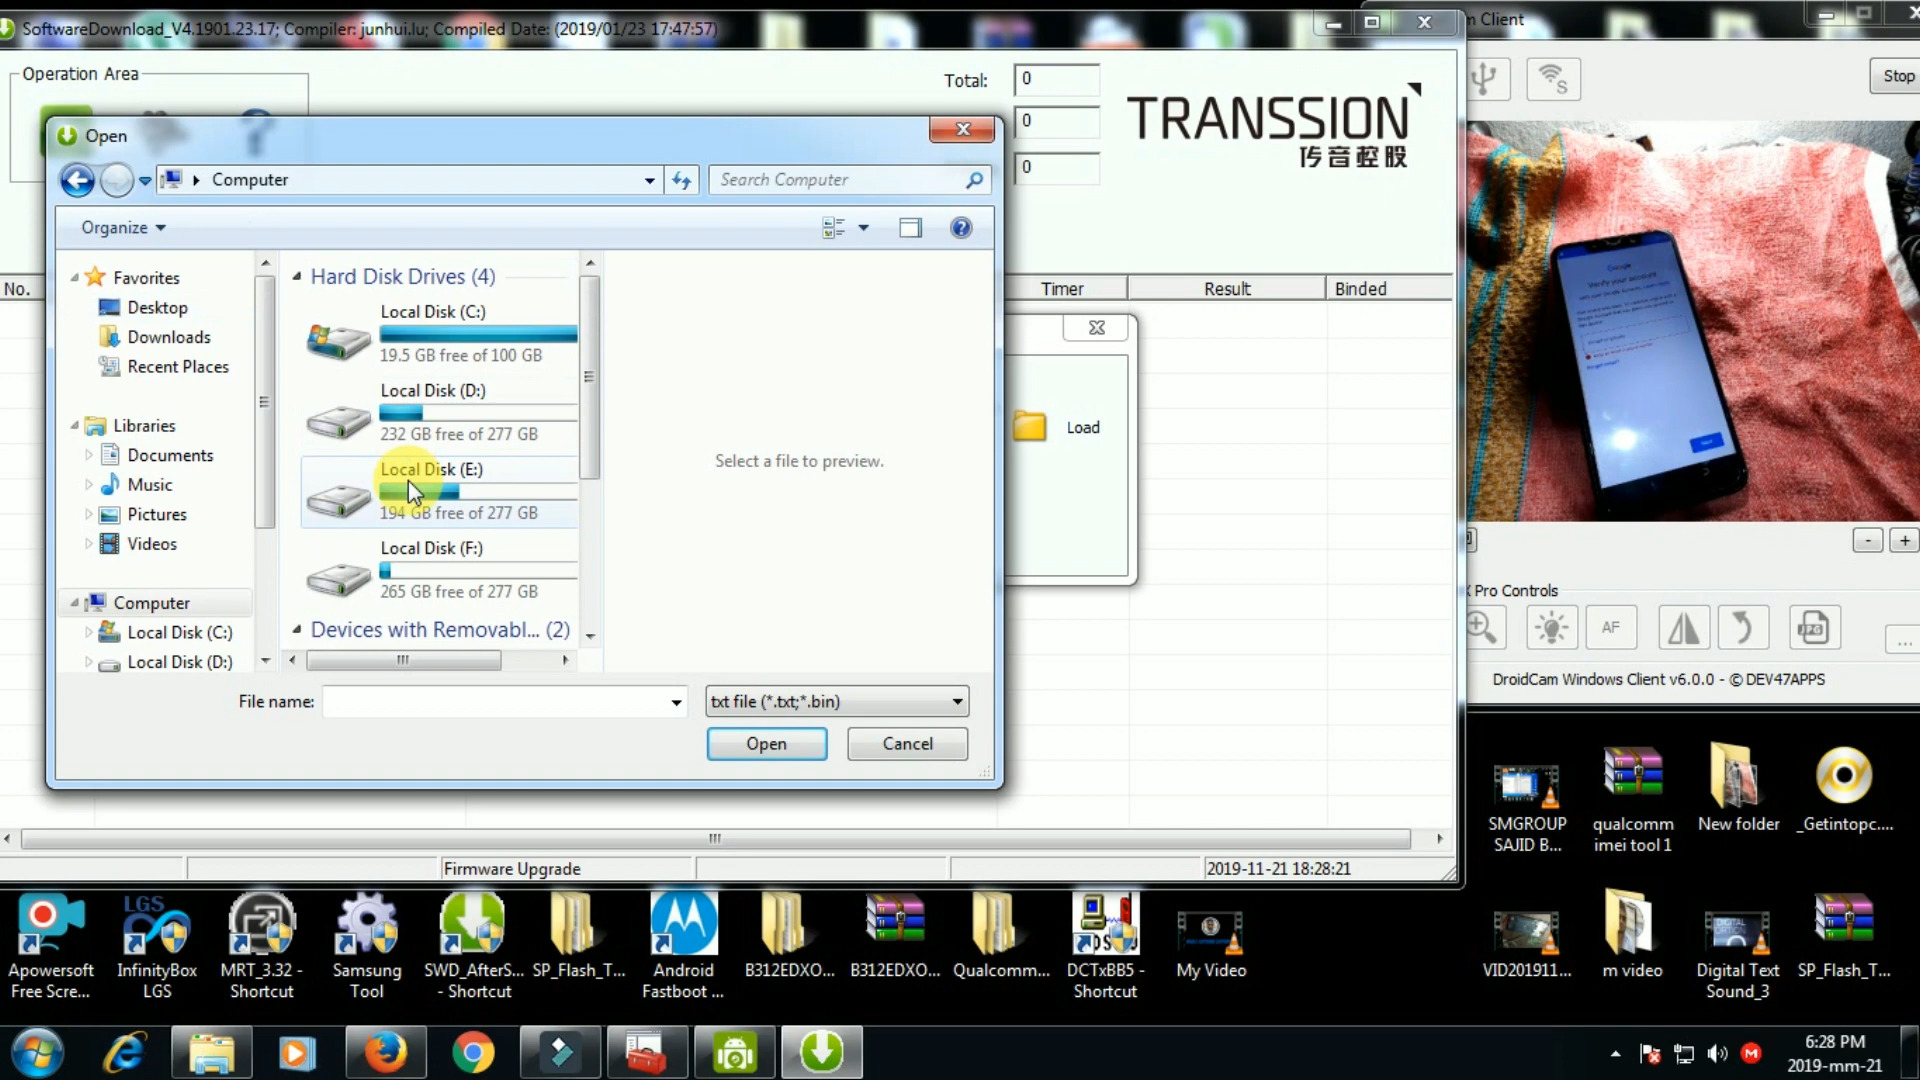 SoftwareDownload_V4.1901.23.17; Compiler: junhui.lu; Compiled Date: (2019/01/23 17:47:57)
m Client
Operation Area
Total:
0
0
0
TRANSSION
传音控股
Stop
Open
Computer
Search Computer
Organize
Favorites
Desktop
Downloads
Recent Places
Libraries
Documents
Music
Pictures
Videos
Computer
Local Disk (C:)
Local Disk (D:)
Hard Disk Drives (4)
Local Disk (C:)
19.5 GB free of 100 GB
Local Disk (D:)
232 GB free of 277 GB
Local Disk (E:)
194 GB free of 277 GB
Local Disk (F:)
265 GB free of 277 GB
Devices with Removabl... (2)
Select a file to preview.
File name:
txt file (*.txt;*.bin)
Open
Cancel
No.
Timer
Result
Binded
Load
Google
Verify your account
Firmware Upgrade
2019-11-21 18:28:21
-
+
Pro Controls
AF
JPG
...
DroidCam Windows Client v6.0.0 - © DEV47APPS
SMGROUP
SAJID B...
qualcomm
imei tool 1
New folder
_Getintopc....
LGS
Apowersoft
Free Scre...
InfinityBox
LGS
MRT_3.32 -
Shortcut
Samsung
Tool
SWD_AfterS...
- Shortcut
SP_Flash_T...
Android
Fastboot ...
B312EDXO...
B312EDXO...
Qualcomm...
DCTxBB5 -
Shortcut
My Video
VID201911...
m video
DIGITAL
OPTION
Digital Text
Sound_3
SP_Flash_T...
6:28 PM
2019-mm-21